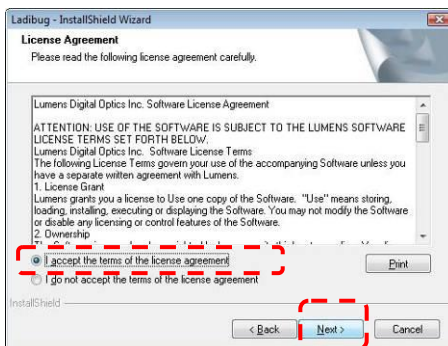 Ladibug - InstallShield Wizard
License Agreement
Please read the following license agreement carefully.
Lumens Digital Optics Inc. Software License Agreement
ATTENTION: USE OF THE SOFTWARE IS SUBJECT TO THE LUMENS SOFTWARE
LICENSE TERMS SET FORTH BELOW.
Lumens Digital Optics Inc.  Software License Terms
The following License Terms govern your use of the accompanying Software unless you
have a separate written agreement with Lumens.
1. License Grant
Lumens grants you a license to Use one copy of the Software.  "Use" means storing,
loading, installing, executing or displaying the Software. You may not modify the Software
or disable any licensing or control features of the Software.
2. Ownership
I accept the terms of the license agreement
Print
I do not accept the terms of the license agreement
InstallShield
< Back
Next >
Cancel